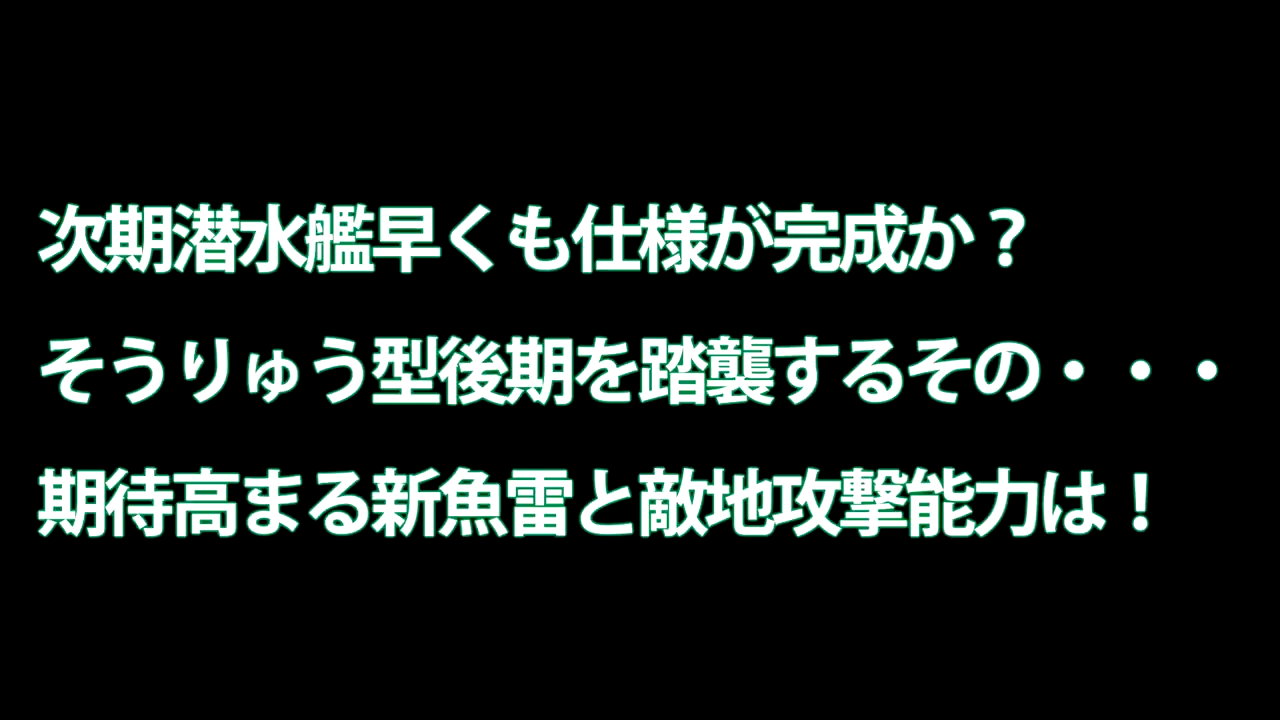 次期潜水艦早くも仕様が完成か？
そうりゅう型後期を踏襲するその・・・
期待高まる新魚雷と敵地攻撃能力は！